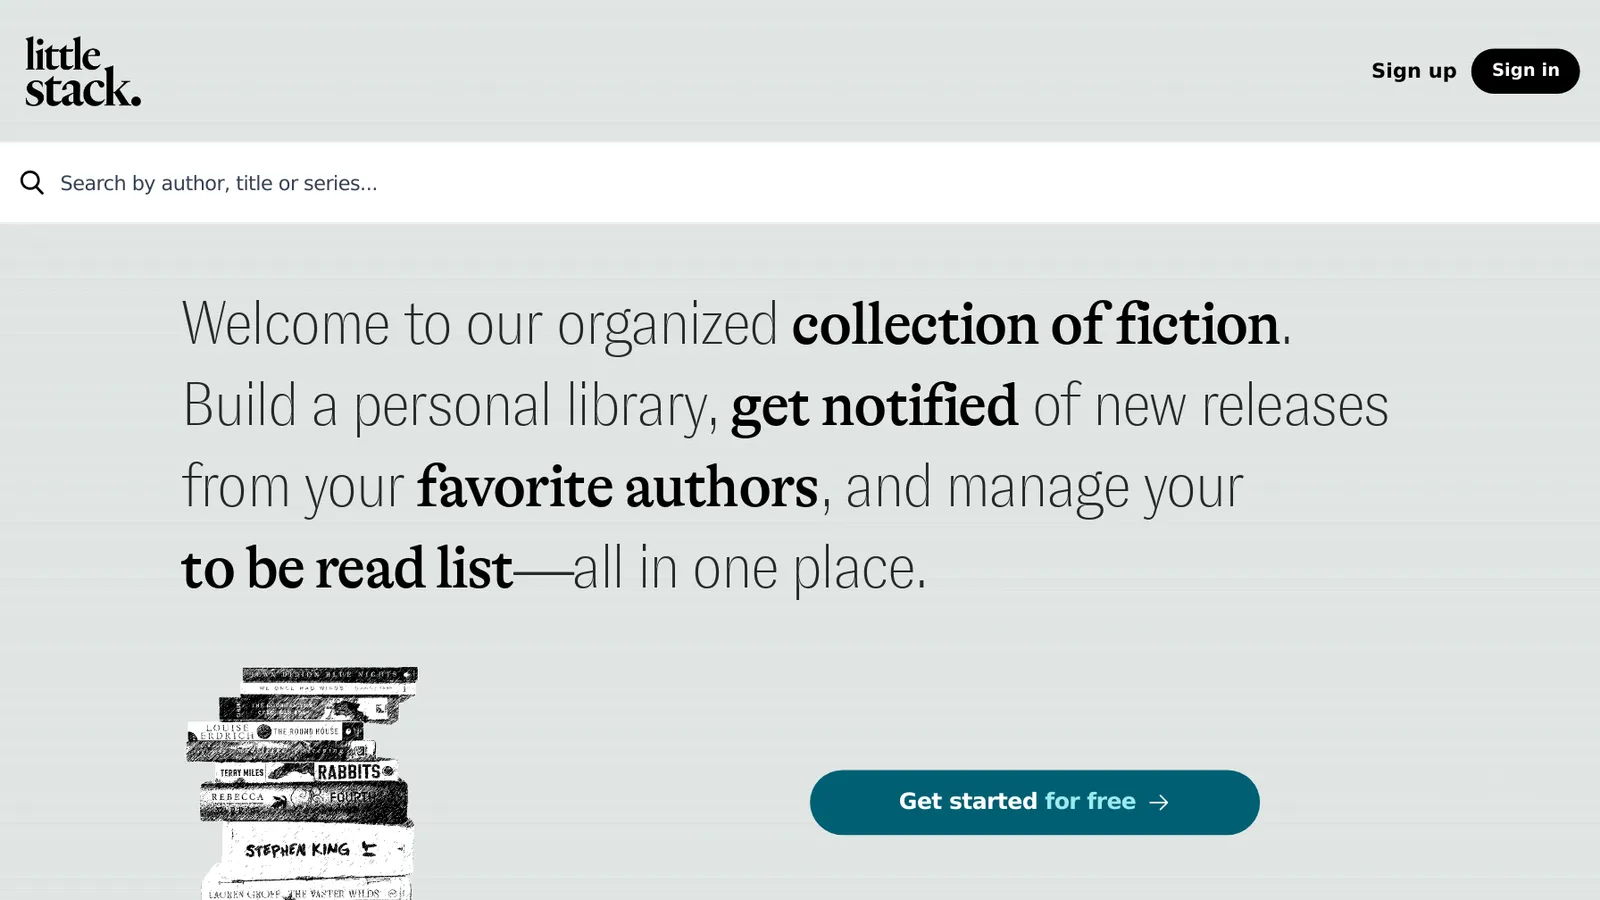 little
stack.
Sign up
Sign in
Search by author, title or series...
Welcome to our organized collection of fiction.
Build a personal library, get notified of new releases
from your favorite authors, and manage your
to be read list—all in one place.
JOAN DIDION BLUE NIGHTS
WE ONCE HAD WINGS
LOUISE
ERDRICH
THE ROUND HOUSE
TERRY MILES
RABBITS
REBECCA
FOURTH
Get started for free →
STEPHEN KING IT
LAUREN GROFF THE VASTER WILDS